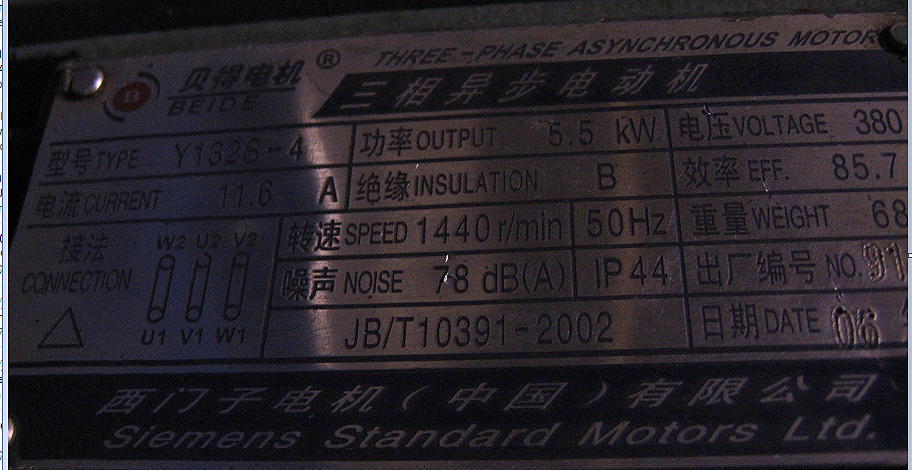 贝得电机 ® THREE-PHASE ASYNCHRONOUS MOTOR
BEIDE 三相异步电动机
型号TYPE Y132S-4 功率OUTPUT 5.5 kW 电压VOLTAGE 380
电流CURRENT 11.6 A 绝缘INSULATION B 效率EFF. 85.7
接法 W2 U2 V2 转速SPEED 1440 r/min 50Hz 重量WEIGHT 68
CONNECTION 噪声NOISE 78 dB(A) IP44 出厂编号NO. 91
△ U1 V1 W1 JB/T10391-2002 日期DATE 06
西门子电机(中国)有限公司
Siemens Standard Motors Ltd.